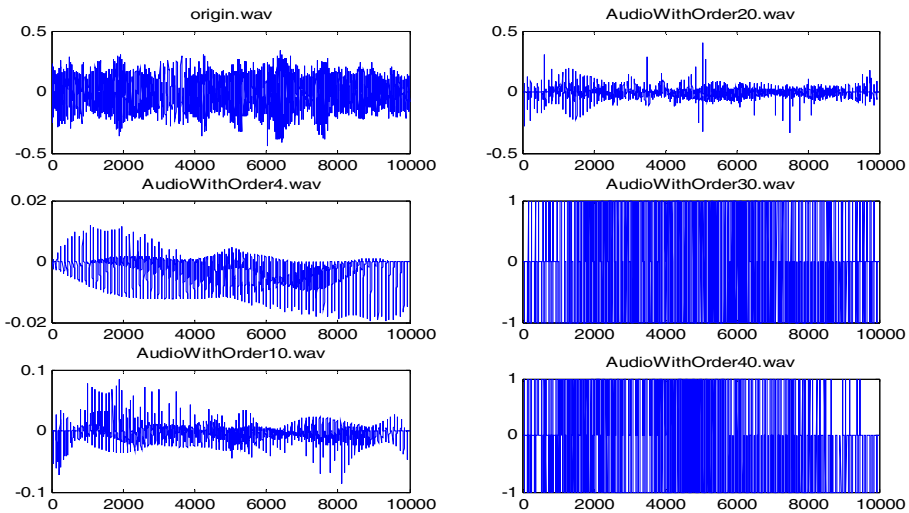 origin.wav
0.5
0
-0.5
0 2000 4000 6000 8000 10000
AudioWithOrder20.wav
0.5
0
-0.5
0 2000 4000 6000 8000 10000
AudioWithOrder4.wav
0.02
0
-0.02
0 2000 4000 6000 8000 10000
AudioWithOrder30.wav
1
0
-1
0 2000 4000 6000 8000 10000
AudioWithOrder10.wav
0.1
0
-0.1
0 2000 4000 6000 8000 10000
AudioWithOrder40.wav
1
0
-1
0 2000 4000 6000 8000 10000